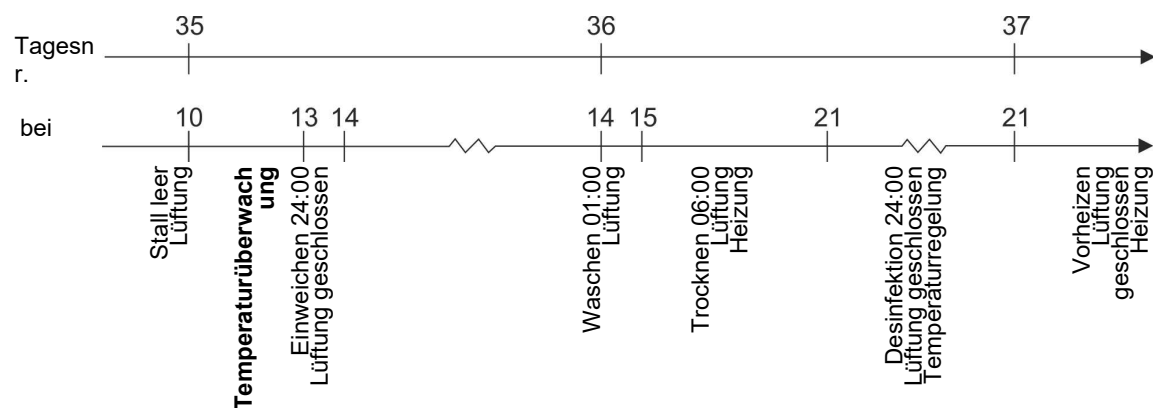 35 36 37
Tagesn
r.
10 13 14 14 15 21 21
bei
Stall leer
Lüftung
Temperaturüberwach
ung
Einweichen 24:00
Lüftung geschlossen
Waschen 01:00
Lüftung
Trocknen 06:00
Lüftung
Heizung
Desinfektion 24:00
Lüftung geschlossen
Temperaturregelung
Vorheizen
Lüftung
geschlossen
Heizung